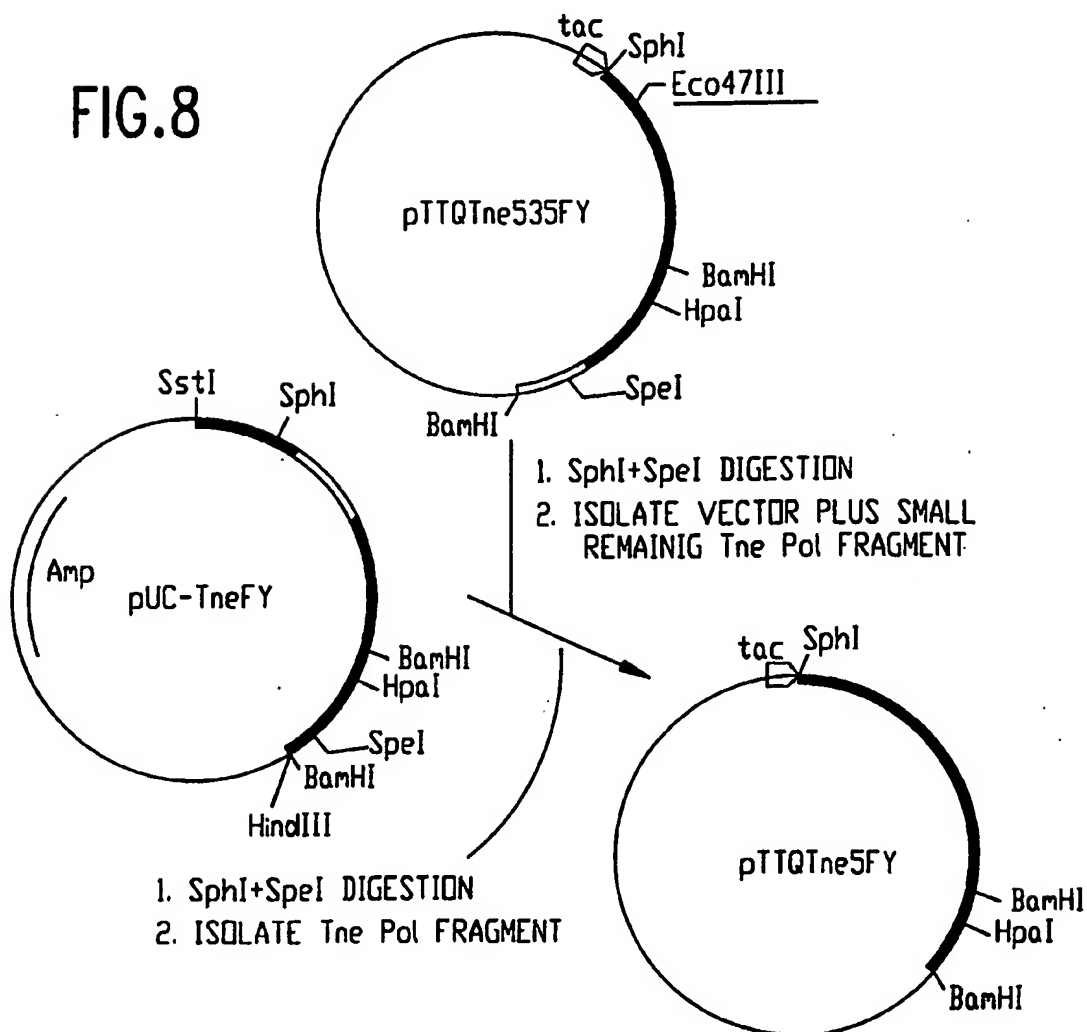 FIG.8
tac
SphI
Eco47III
pTTQTne535FY
BamHI
HpaI
SpeI
BamHI
SstI
SphI
Amp
pUC-TneFY
BamHI
HpaI
SpeI
BamHI
HindIII
1. SphI+SpeI DIGESTION
2. ISOLATE VECTOR PLUS SMALL
REMAINIG Tne Pol FRAGMENT
1. SphI+SpeI DIGESTION
2. ISOLATE Tne Pol FRAGMENT
tac
SphI
pTTQTne5FY
BamHI
HpaI
BamHI